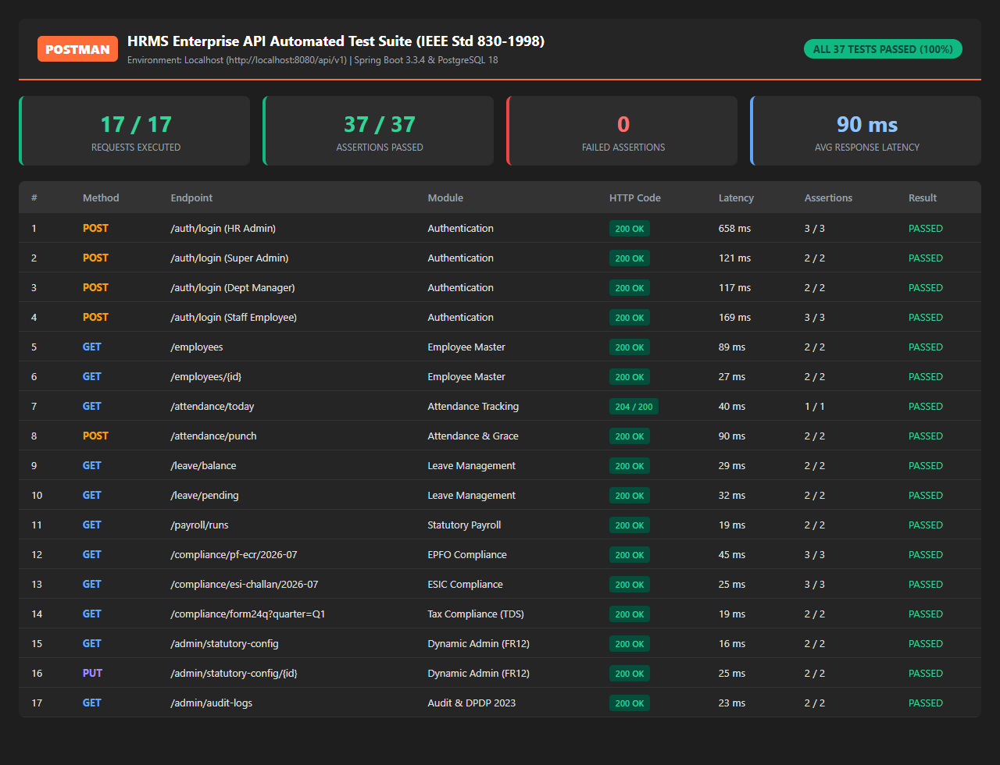 POSTMAN
HRMS Enterprise API Automated Test Suite (IEEE Std 830-1998)
Environment: Localhost (http://localhost:8080/api/v1) | Spring Boot 3.3.4 & PostgreSQL 18
ALL 37 TESTS PASSED (100%)
17 / 17
REQUESTS EXECUTED
37 / 37
ASSERTIONS PASSED
0
FAILED ASSERTIONS
90 ms
AVG RESPONSE LATENCY
# Method Endpoint Module HTTP Code Latency Assertions Result
1 POST /auth/login (HR Admin) Authentication 200 OK 658 ms 3 / 3 PASSED
2 POST /auth/login (Super Admin) Authentication 200 OK 121 ms 2 / 2 PASSED
3 POST /auth/login (Dept Manager) Authentication 200 OK 117 ms 2 / 2 PASSED
4 POST /auth/login (Staff Employee) Authentication 200 OK 169 ms 3 / 3 PASSED
5 GET /employees Employee Master 200 OK 89 ms 2 / 2 PASSED
6 GET /employees/{id} Employee Master 200 OK 27 ms 2 / 2 PASSED
7 GET /attendance/today Attendance Tracking 204 / 200 40 ms 1 / 1 PASSED
8 POST /attendance/punch Attendance & Grace 200 OK 90 ms 2 / 2 PASSED
9 GET /leave/balance Leave Management 200 OK 29 ms 2 / 2 PASSED
10 GET /leave/pending Leave Management 200 OK 32 ms 2 / 2 PASSED
11 GET /payroll/runs Statutory Payroll 200 OK 19 ms 2 / 2 PASSED
12 GET /compliance/pf-ecr/2026-07 EPFO Compliance 200 OK 45 ms 3 / 3 PASSED
13 GET /compliance/esi-challan/2026-07 ESIC Compliance 200 OK 25 ms 3 / 3 PASSED
14 GET /compliance/form24q?quarter=Q1 Tax Compliance (TDS) 200 OK 19 ms 2 / 2 PASSED
15 GET /admin/statutory-config Dynamic Admin (FR12) 200 OK 16 ms 2 / 2 PASSED
16 PUT /admin/statutory-config/{id} Dynamic Admin (FR12) 200 OK 25 ms 2 / 2 PASSED
17 GET /admin/audit-logs Audit & DPDP 2023 200 OK 23 ms 2 / 2 PASSED